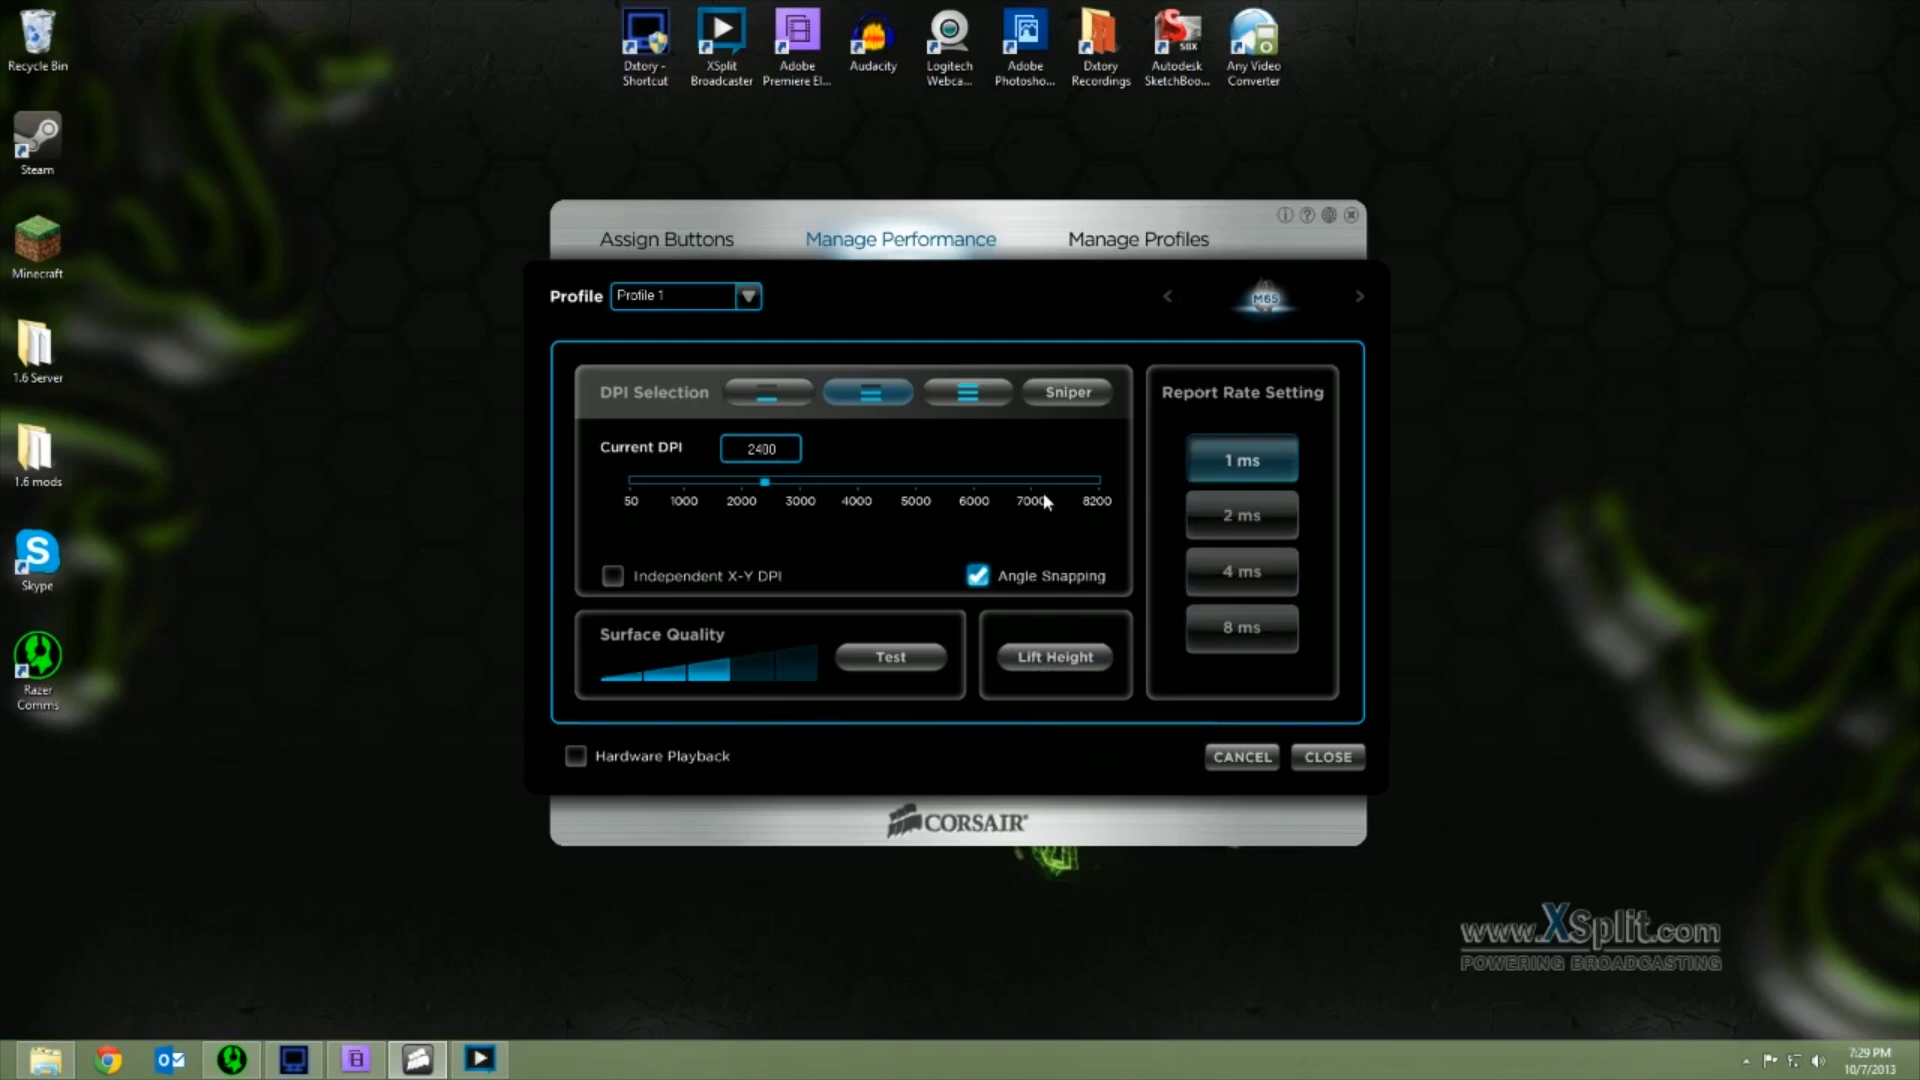 Recycle Bin
Steam
Minecraft
1.6 Server
1.6 mods
Skype
Razer
Comms
Dxtory -
Shortcut
XSplit
Broadcaster
Adobe
Premiere El...
Audacity
Logitech
Webca...
Adobe
Photosho...
Dxtory
Recordings
SBX
Autodesk
SketchBoo...
Any Video
Converter
Assign Buttons
Manage Performance
Manage Profiles
Profile
Profile 1
M65
DPI Selection
Sniper
Current DPI
2400
50 1000 2000 3000 4000 5000 6000 7000 8200
Independent X-Y DPI
Angle Snapping
Report Rate Setting
1 ms
2 ms
4 ms
8 ms
Surface Quality
Test
Lift Height
Hardware Playback
CANCEL
CLOSE
CORSAIR
www.XSplit.com
POWERING BROADCASTING
7:29 PM
10/7/2013